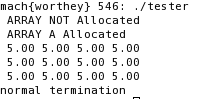 mach{worthey} 546: ./tester
ARRAY NOT Allocated
ARRAY A Allocated
5.00 5.00 5.00 5.00
5.00 5.00 5.00 5.00
5.00 5.00 5.00 5.00
normal termination